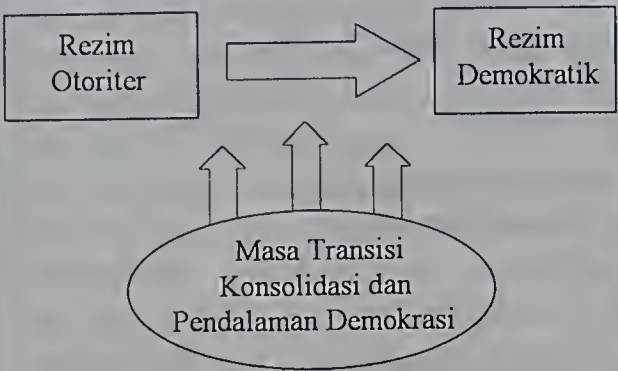 Rezim
Otoriter
Rezim
Demokratik
Masa Transisi
Konsolidasi dan
Pendalaman Demokrasi